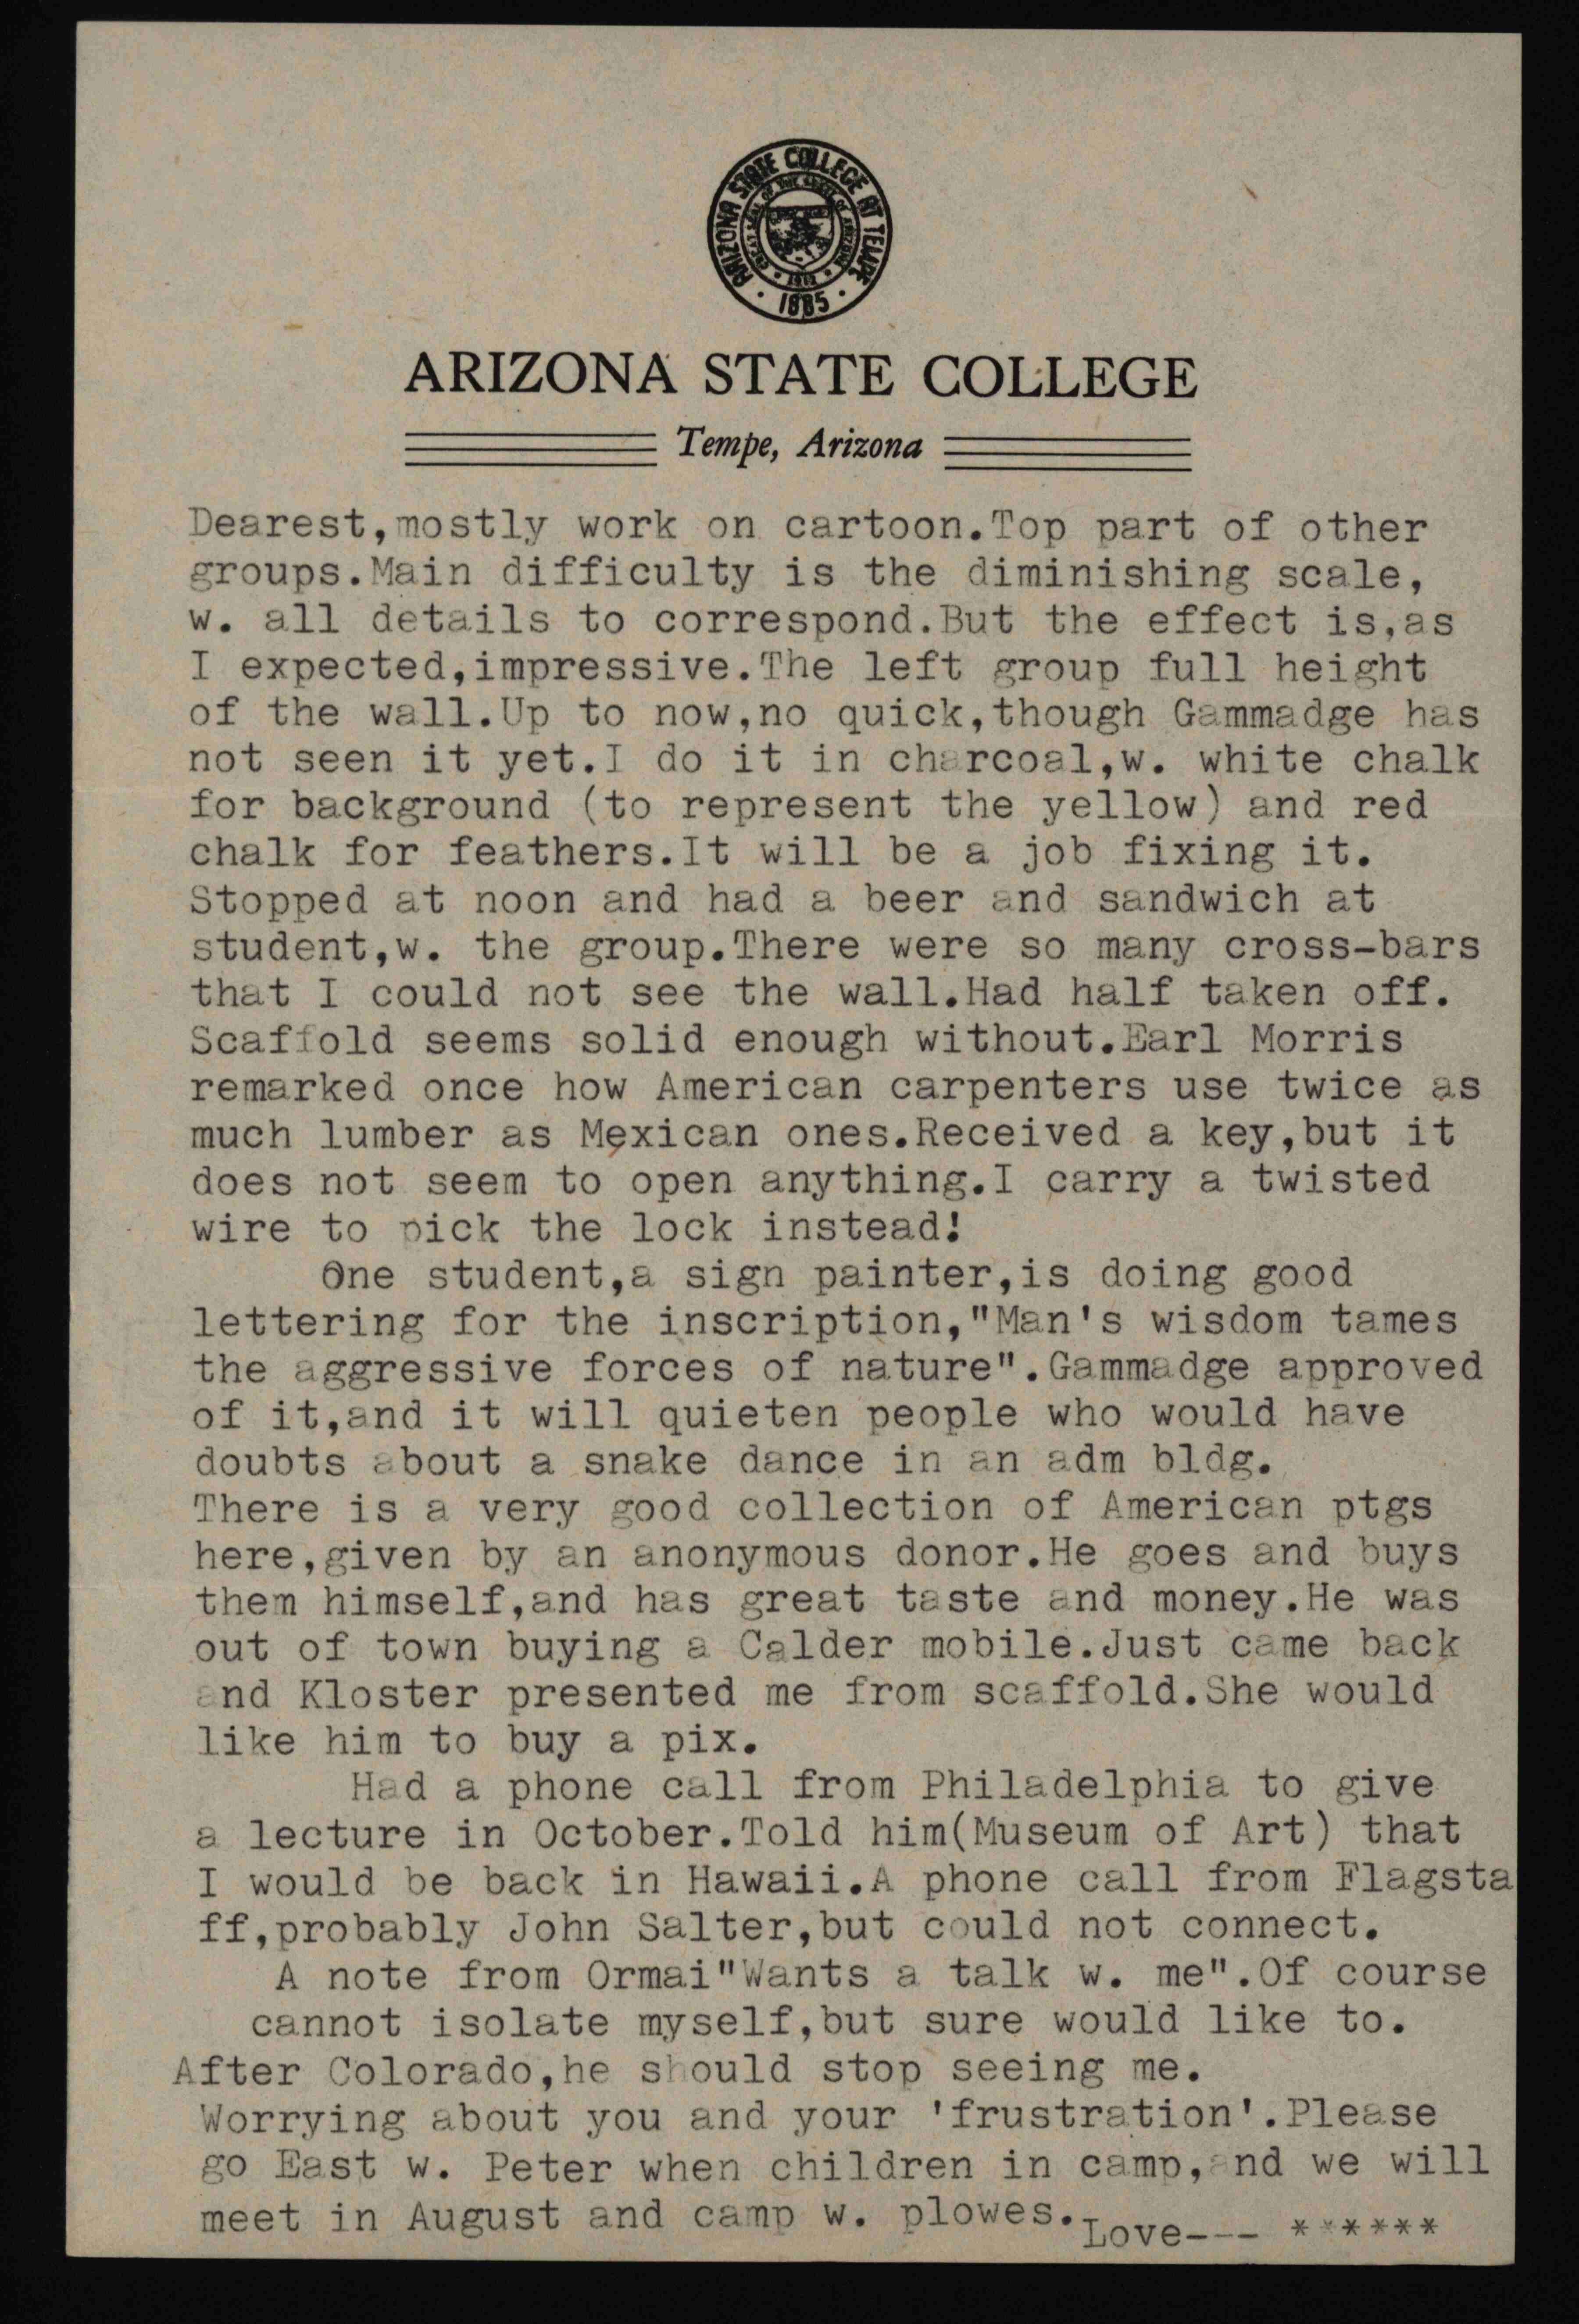 ARIZONA STATE COLLEGE AT TEMPE
1885
ARIZONA STATE COLLEGE
Tempe, Arizona
Dearest,mostly work on cartoon.Top part of other
groups.Main difficulty is the diminishing scale,
w. all details to correspond.But the effect is,as
I expected,impressive.The left group full height
of the wall.Up to now,no quick,though Gammadge has
not seen it yet.I do it in charcoal,w. white chalk
for background (to represent the yellow) and red
chalk for feathers.It will be a job fixing it.
Stopped at noon and had a beer and sandwich at
student,w. the group.There were so many cross-bars
that I could not see the wall.Had half taken off.
Scaffold seems solid enough without.Earl Morris
remarked once how American carpenters use twice as
much lumber as Mexican ones.Received a key,but it
does not seem to open anything.I carry a twisted
wire to pick the lock instead!
One student,a sign painter,is doing good
lettering for the inscription,"Man's wisdom tames
the aggressive forces of nature".Gammadge approved
of it,and it will quieten people who would have
doubts about a snake dance in an adm bldg.
There is a very good collection of American ptgs
here,given by an anonymous donor.He goes and buys
them himself,and has great taste and money.He was
out of town buying a Calder mobile.Just came back
and Kloster presented me from scaffold.She would
like him to buy a pix.
Had a phone call from Philadelphia to give
a lecture in October.Told him(Museum of Art) that
I would be back in Hawaii.A phone call from Flagsta
ff,probably John Salter,but could not connect.
A note from Ormai"Wants a talk w. me".Of course
cannot isolate myself,but sure would like to.
After Colorado,he should stop seeing me.
Worrying about you and your 'frustration'.Please
go East w. Peter when children in camp,and we will
meet in August and camp w. plowes.Love--- ******